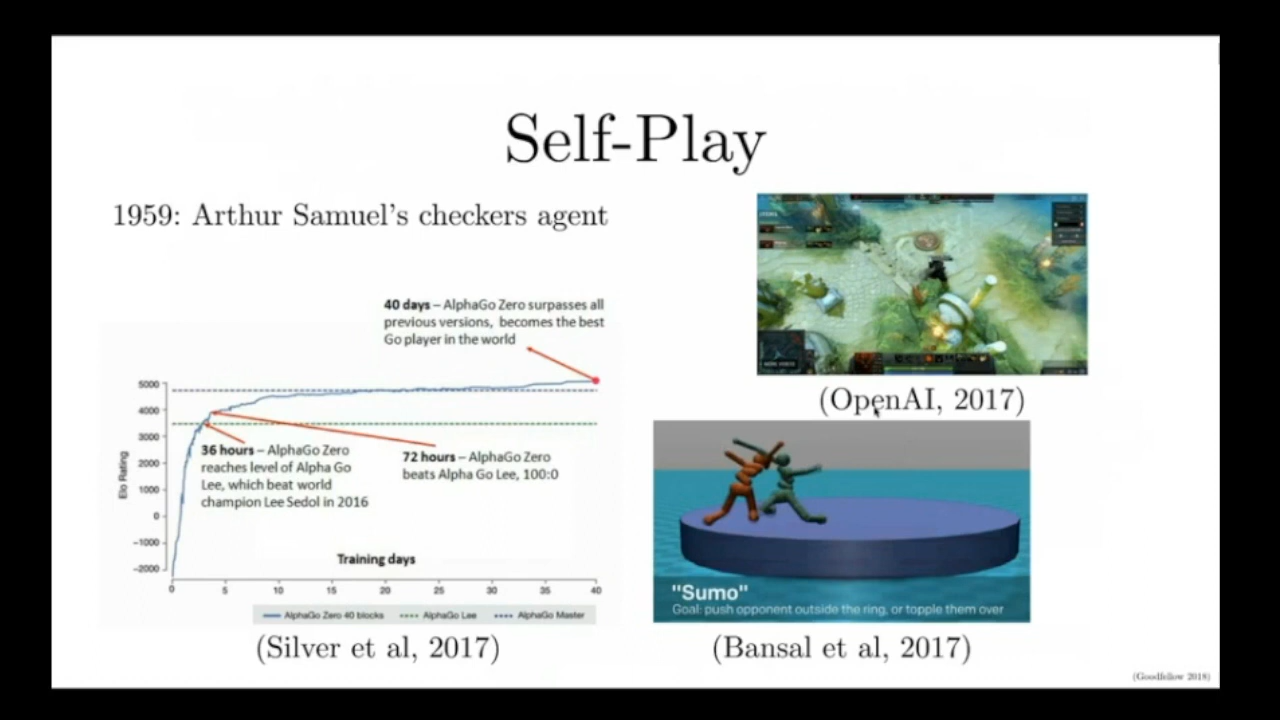 Self-Play
1959: Arthur Samuel's checkers agent
40 days – AlphaGo Zero surpasses all
previous versions, becomes the best
Go player in the world
5000
4000
3000
2000
1000
0
−1000
−2000
Elo Rating
36 hours – AlphaGo Zero
reaches level of Alpha Go
Lee, which beat world
champion Lee Sedol in 2016
72 hours – AlphaGo Zero
beats Alpha Go Lee, 100:0
Training days
0 5 10 15 20 25 30 35 40
AlphaGo Zero 40 blocks AlphaGo Lee AlphaGo Master
(Silver et al, 2017)
(OpenAI, 2017)
"Sumo"
Goal: push opponent outside the ring, or topple them over
(Bansal et al, 2017)
(Goodfellow 2018)